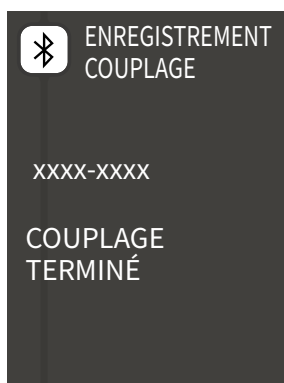 ENREGISTREMENT
COUPLAGE
xxxx-xxxx
COUPLAGE
TERMINÉ